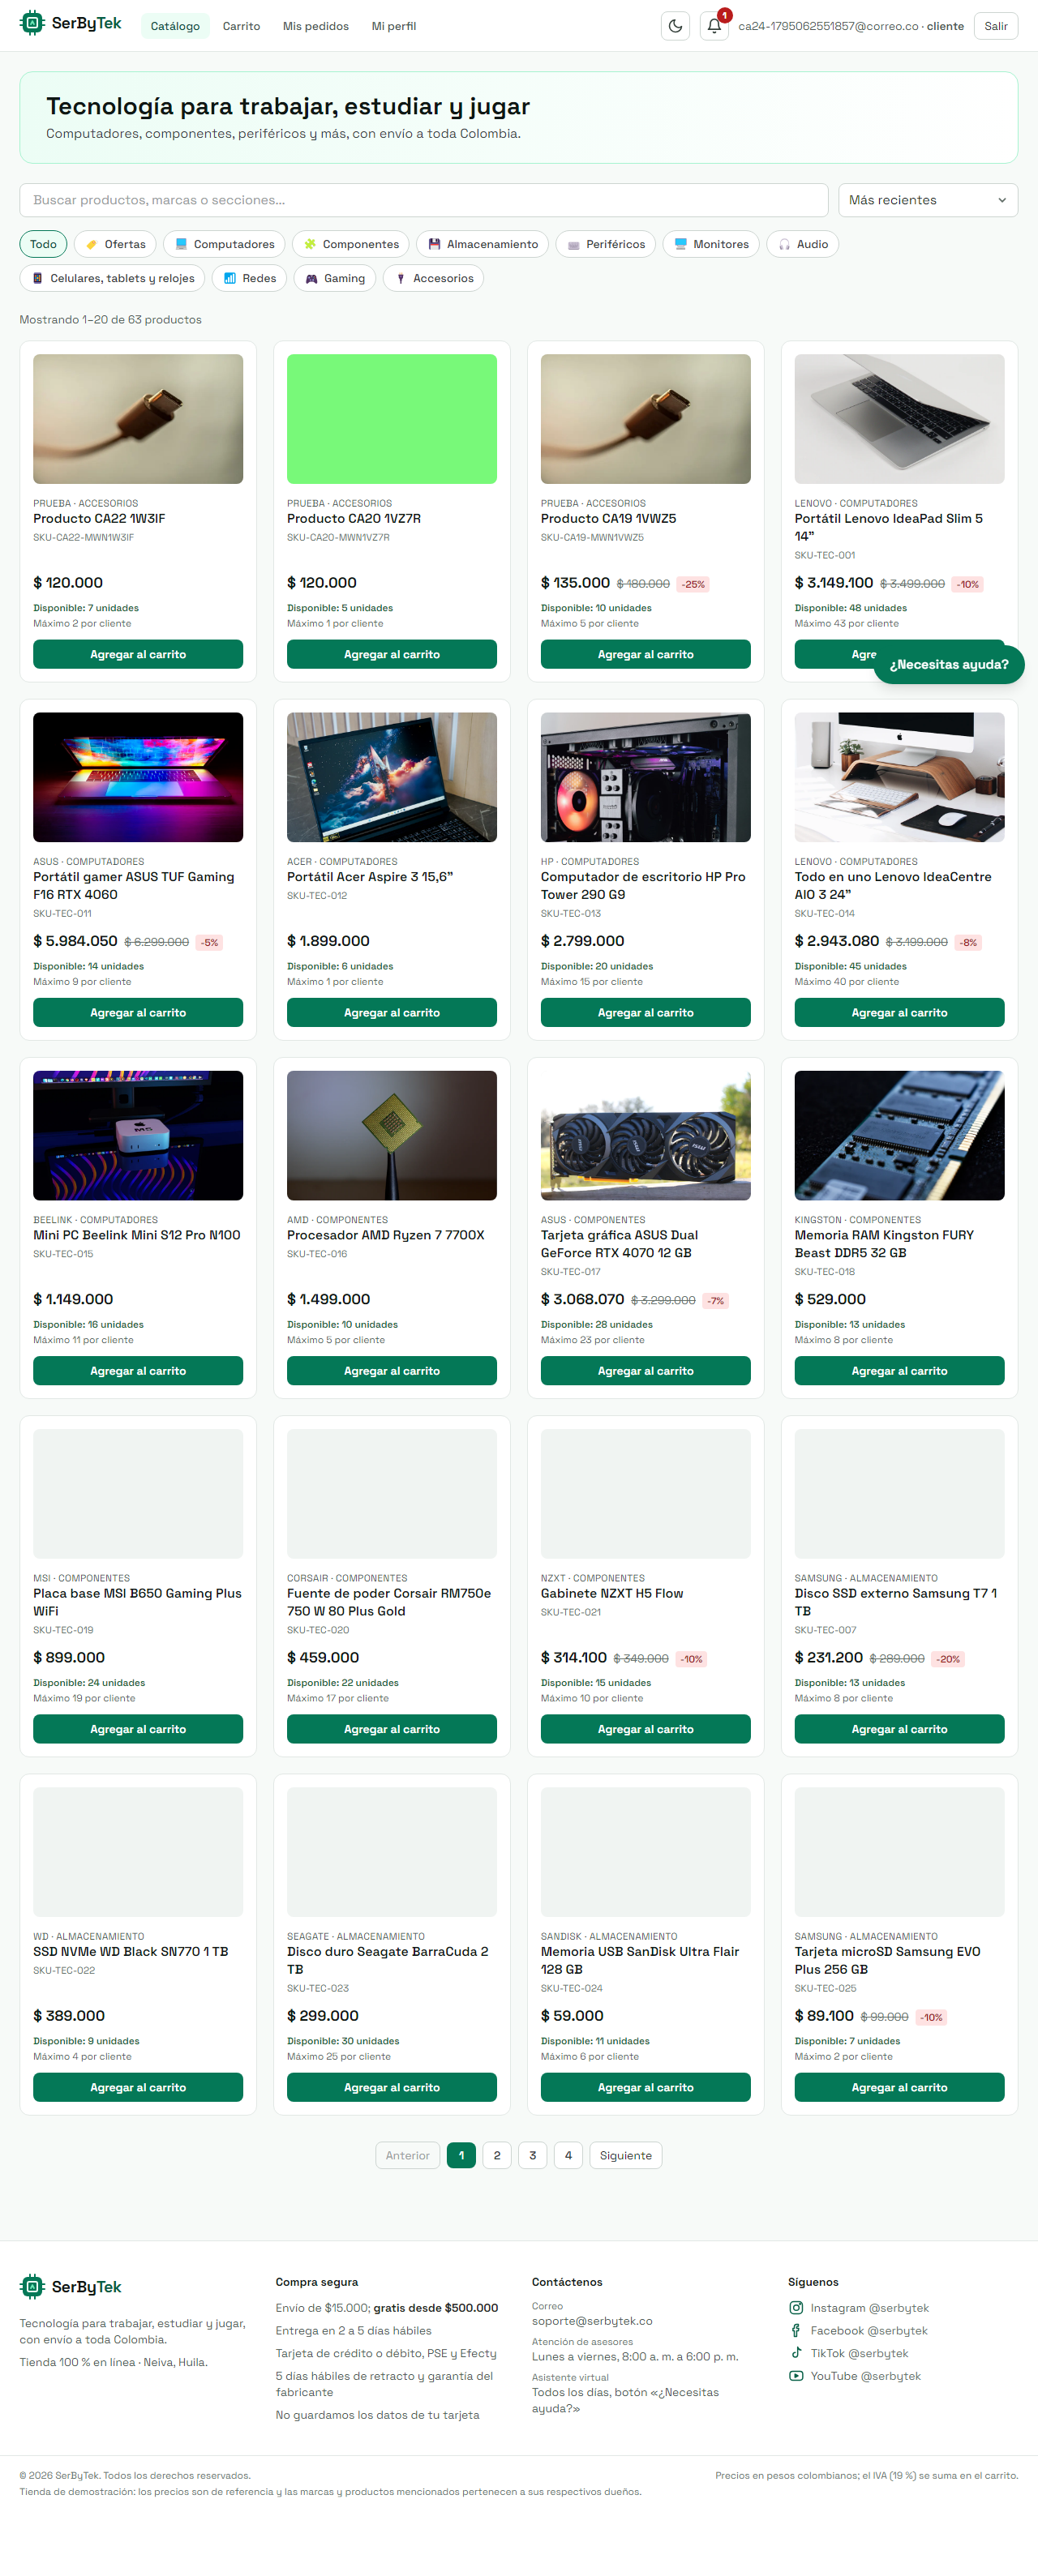 SerByTek
Catálogo
Carrito
Mis pedidos
Mi perfil
1
ca24-1795062551857@correo.co · cliente
Salir
Tecnología para trabajar, estudiar y jugar
Computadores, componentes, periféricos y más, con envío a toda Colombia.
Buscar productos, marcas o secciones...
Más recientes
Todo
Ofertas
Computadores
Componentes
Almacenamiento
Periféricos
Monitores
Audio
Celulares, tablets y relojes
Redes
Gaming
Accesorios
Mostrando 1–20 de 63 productos
PRUEBA · ACCESORIOS
Producto CA22 1W3IF
SKU-CA22-MWN1W3IF
$ 120.000
Disponible: 7 unidades
Máximo 2 por cliente
Agregar al carrito
PRUEBA · ACCESORIOS
Producto CA20 1VZ7R
SKU-CA20-MWN1VZ7R
$ 120.000
Disponible: 5 unidades
Máximo 1 por cliente
Agregar al carrito
PRUEBA · ACCESORIOS
Producto CA19 1VWZ5
SKU-CA19-MWN1VWZ5
$ 135.000 $ 180.000 -25%
Disponible: 10 unidades
Máximo 5 por cliente
Agregar al carrito
LENOVO · COMPUTADORES
Portátil Lenovo IdeaPad Slim 5
14”
SKU-TEC-001
$ 3.149.100 $ 3.499.000 -10%
Disponible: 48 unidades
Máximo 43 por cliente
Agre
¿Necesitas ayuda?
ASUS · COMPUTADORES
Portátil gamer ASUS TUF Gaming
F16 RTX 4060
SKU-TEC-011
$ 5.984.050 $ 6.299.000 -5%
Disponible: 14 unidades
Máximo 9 por cliente
Agregar al carrito
ACER · COMPUTADORES
Portátil Acer Aspire 3 15,6”
SKU-TEC-012
$ 1.899.000
Disponible: 6 unidades
Máximo 1 por cliente
Agregar al carrito
HP · COMPUTADORES
Computador de escritorio HP Pro
Tower 290 G9
SKU-TEC-013
$ 2.799.000
Disponible: 20 unidades
Máximo 15 por cliente
Agregar al carrito
LENOVO · COMPUTADORES
Todo en uno Lenovo IdeaCentre
AIO 3 24”
SKU-TEC-014
$ 2.943.080 $ 3.199.000 -8%
Disponible: 45 unidades
Máximo 40 por cliente
Agregar al carrito
BEELINK · COMPUTADORES
Mini PC Beelink Mini S12 Pro N100
SKU-TEC-015
$ 1.149.000
Disponible: 16 unidades
Máximo 11 por cliente
Agregar al carrito
AMD · COMPONENTES
Procesador AMD Ryzen 7 7700X
SKU-TEC-016
$ 1.499.000
Disponible: 10 unidades
Máximo 5 por cliente
Agregar al carrito
ASUS · COMPONENTES
Tarjeta gráfica ASUS Dual
GeForce RTX 4070 12 GB
SKU-TEC-017
$ 3.068.070 $ 3.299.000 -7%
Disponible: 28 unidades
Máximo 23 por cliente
Agregar al carrito
KINGSTON · COMPONENTES
Memoria RAM Kingston FURY
Beast DDR5 32 GB
SKU-TEC-018
$ 529.000
Disponible: 13 unidades
Máximo 8 por cliente
Agregar al carrito
MSI · COMPONENTES
Placa base MSI B650 Gaming Plus
WiFi
SKU-TEC-019
$ 899.000
Disponible: 24 unidades
Máximo 19 por cliente
Agregar al carrito
CORSAIR · COMPONENTES
Fuente de poder Corsair RM750e
750 W 80 Plus Gold
SKU-TEC-020
$ 459.000
Disponible: 22 unidades
Máximo 17 por cliente
Agregar al carrito
NZXT · COMPONENTES
Gabinete NZXT H5 Flow
SKU-TEC-021
$ 314.100 $ 349.000 -10%
Disponible: 15 unidades
Máximo 10 por cliente
Agregar al carrito
SAMSUNG · ALMACENAMIENTO
Disco SSD externo Samsung T7 1
TB
SKU-TEC-007
$ 231.200 $ 289.000 -20%
Disponible: 13 unidades
Máximo 8 por cliente
Agregar al carrito
WD · ALMACENAMIENTO
SSD NVMe WD Black SN770 1 TB
SKU-TEC-022
$ 389.000
Disponible: 9 unidades
Máximo 4 por cliente
Agregar al carrito
SEAGATE · ALMACENAMIENTO
Disco duro Seagate BarraCuda 2
TB
SKU-TEC-023
$ 299.000
Disponible: 30 unidades
Máximo 25 por cliente
Agregar al carrito
SANDISK · ALMACENAMIENTO
Memoria USB SanDisk Ultra Flair
128 GB
SKU-TEC-024
$ 59.000
Disponible: 11 unidades
Máximo 6 por cliente
Agregar al carrito
SAMSUNG · ALMACENAMIENTO
Tarjeta microSD Samsung EVO
Plus 256 GB
SKU-TEC-025
$ 89.100 $ 99.000 -10%
Disponible: 7 unidades
Máximo 2 por cliente
Agregar al carrito
Anterior
1
2
3
4
Siguiente
SerByTek
Tecnología para trabajar, estudiar y jugar,
con envío a toda Colombia.
Tienda 100 % en línea · Neiva, Huila.
Compra segura
Envío de $15.000; gratis desde $500.000
Entrega en 2 a 5 días hábiles
Tarjeta de crédito o débito, PSE y Efecty
5 días hábiles de retracto y garantía del
fabricante
No guardamos los datos de tu tarjeta
Contáctenos
Correo
soporte@serbytek.co
Atención de asesores
Lunes a viernes, 8:00 a. m. a 6:00 p. m.
Asistente virtual
Todos los días, botón «¿Necesitas
ayuda?»
Síguenos
Instagram @serbytek
Facebook @serbytek
TikTok @serbytek
YouTube @serbytek
© 2026 SerByTek. Todos los derechos reservados.
Precios en pesos colombianos; el IVA (19 %) se suma en el carrito.
Tienda de demostración: los precios son de referencia y las marcas y productos mencionados pertenecen a sus respectivos dueños.